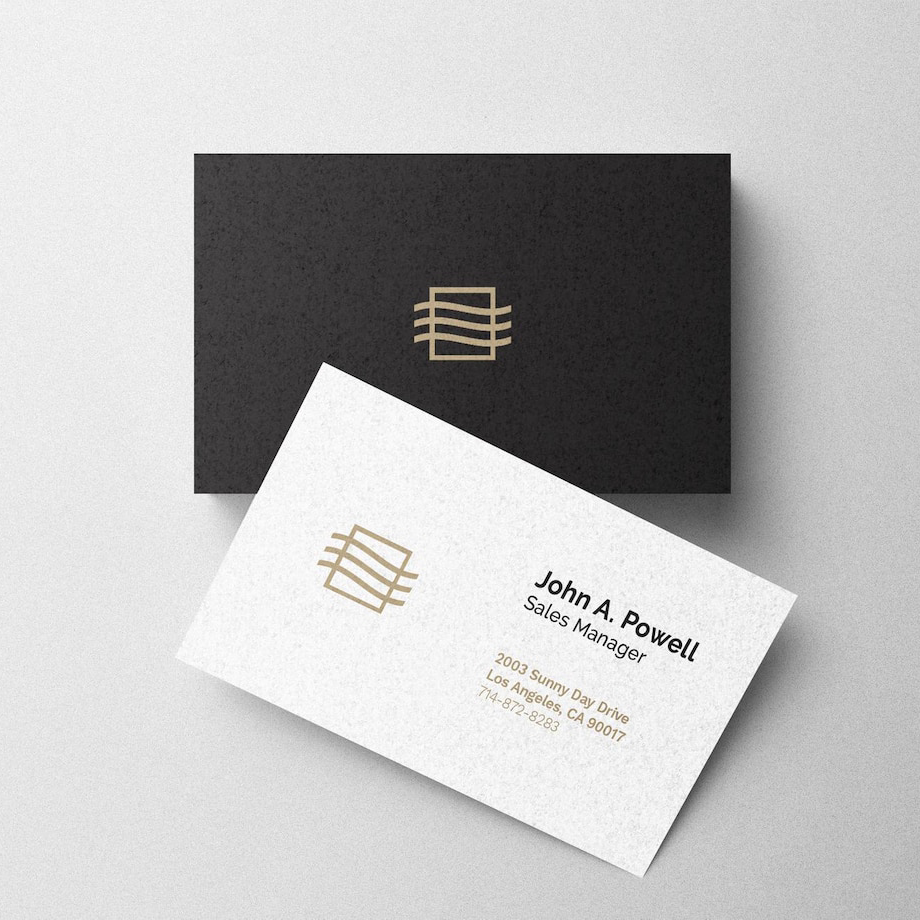 John A. Powell
Sales Manager
2003 Sunny Day Drive
Los Angeles, CA 90017
714-872-8283